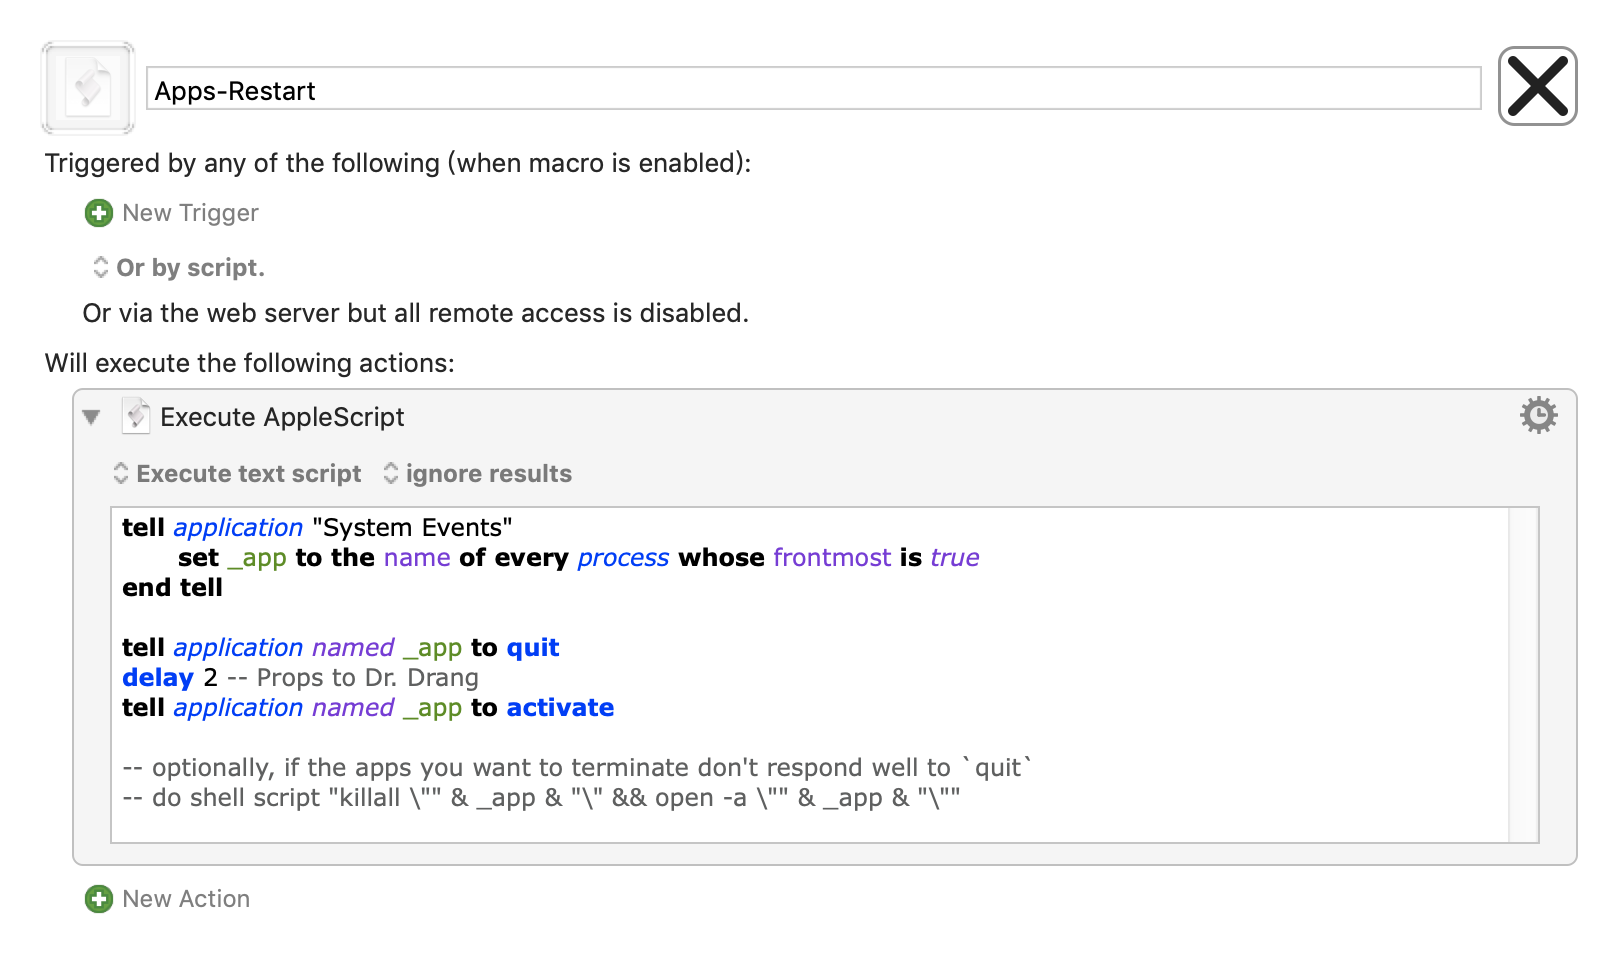 Apps-Restart
Triggered by any of the following (when macro is enabled):
New Trigger
Or by script.
Or via the web server but all remote access is disabled.
Will execute the following actions:
Execute AppleScript
Execute text script ignore results
tell application "System Events"
set _app to the name of every process whose frontmost is true
end tell
tell application named _app to quit
delay 2 -- Props to Dr. Drang
tell application named _app to activate
-- optionally, if the apps you want to terminate don't respond well to `quit`
-- do shell script "killall \"" & _app & "\" && open -a \"" & _app & "\""
New Action